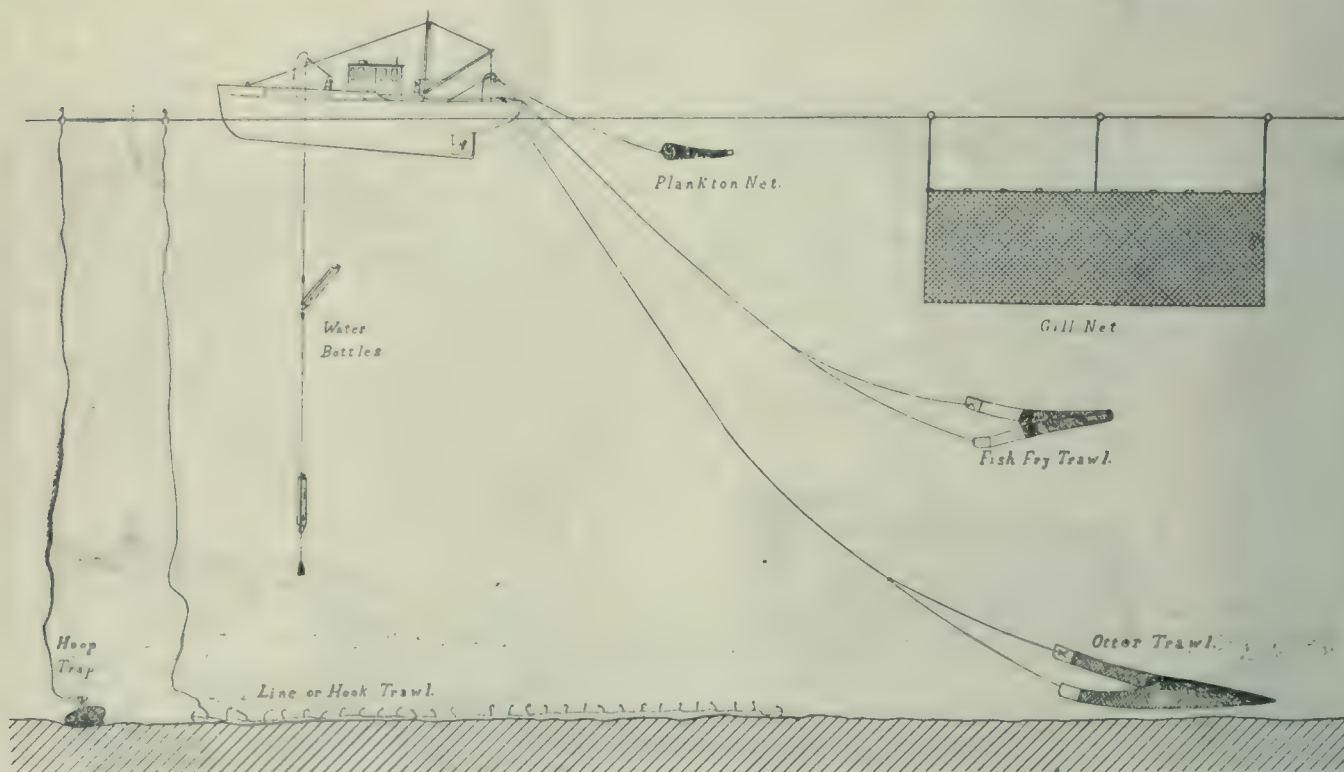 Plankton Net.
Water
Bottles
Gill Net
Fish Fry Trawl.
Hoop
Trap
Otter Trawl.
Line or Hook Trawl.